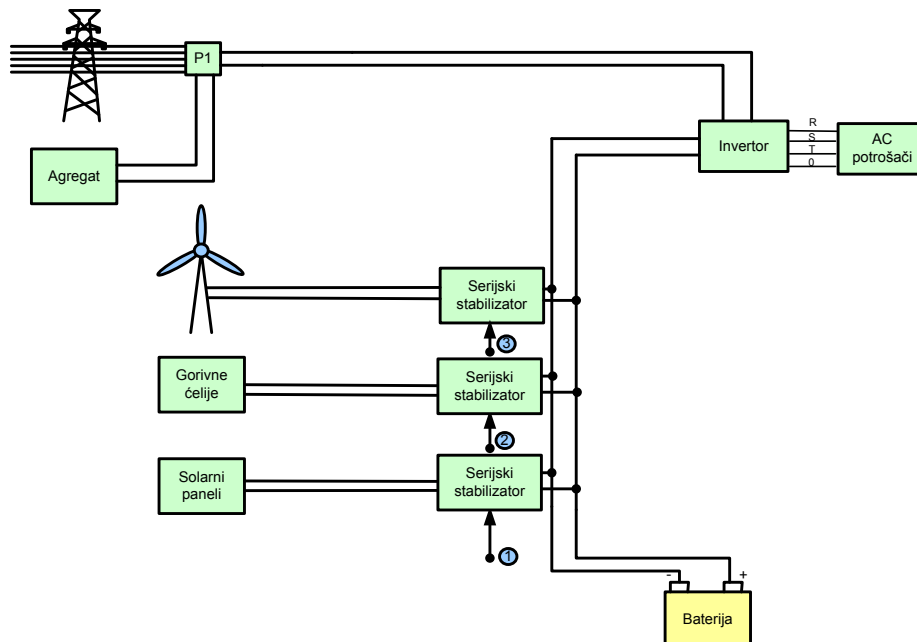 P1
R
S
T
0
Invertor
AC
potrošači
Agregat
Serijski
stabilizator
3
Gorivne
ćelije
Serijski
stabilizator
2
Solarni
paneli
Serijski
stabilizator
1
-
+
Baterija